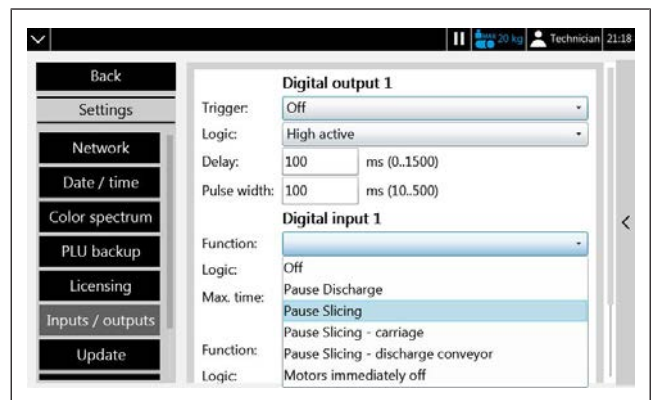 20 kg Technician 21:18
Back
Settings
Network
Date / time
Color spectrum
PLU backup
Licensing
Inputs / outputs
Update
Digital output 1
Trigger: Off
Logic: High active
Delay: 100 ms (0..1500)
Pulse width: 100 ms (10..500)
Digital input 1
Function:
Logic: Off
Max. time: Pause Discharge
Pause Slicing
Pause Slicing - carriage
Function: Pause Slicing - discharge conveyor
Logic: Motors immediately off
<